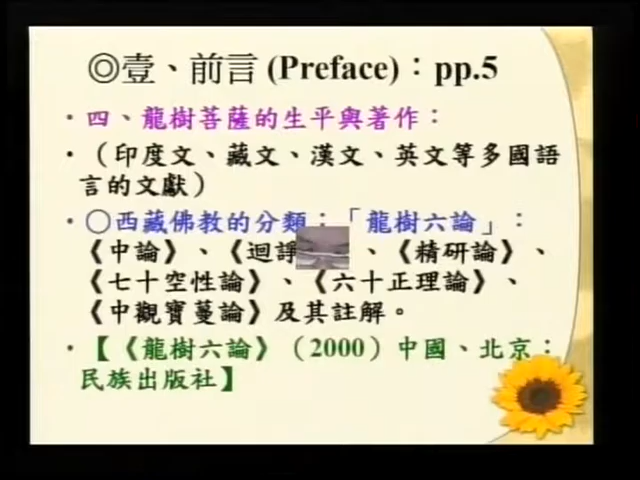 ◎壹、前言 (Preface)：pp.5
• 四、龍樹菩薩的生平與著作：
• （印度文、藏文、漢文、英文等多國語
言的文獻）
• ○西藏佛教的分類：「龍樹六論」：
《中論》、《迴諍、《精研論》、
《七十空性論》、《六十正理論》、
《中觀寶蔓論》及其註解。
• 【《龍樹六論》（2000）中國、北京：
民族出版社】